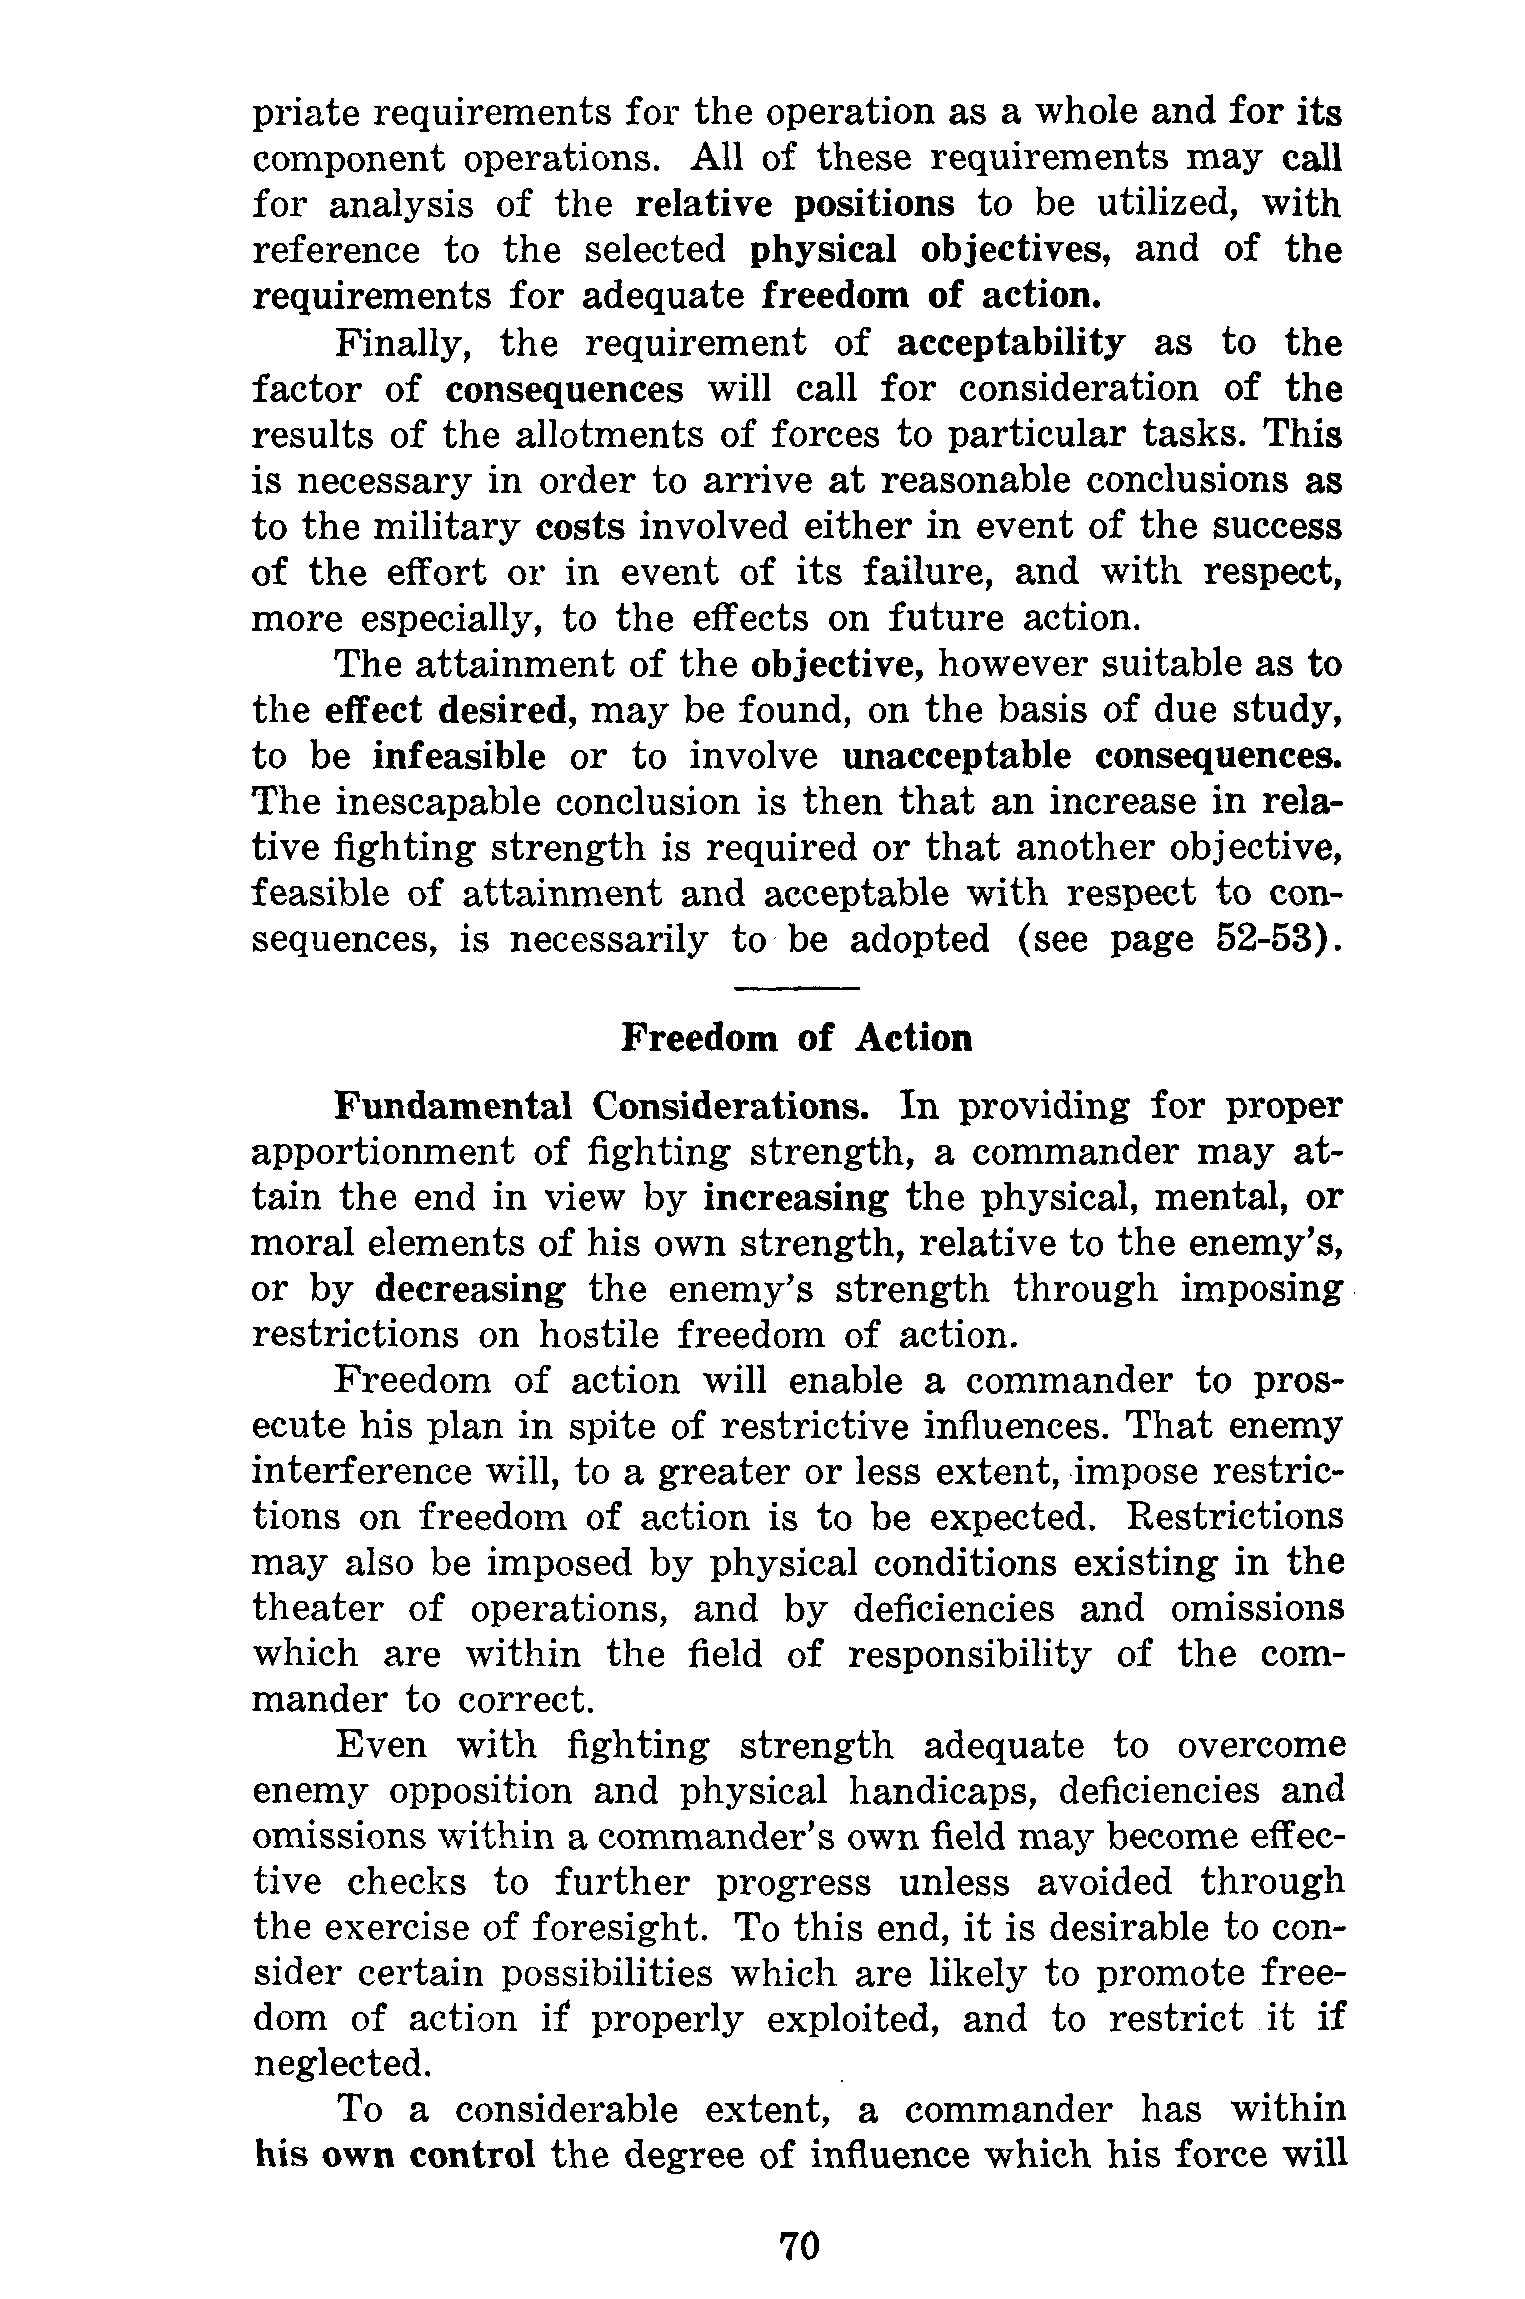 priate requirements for the operation as a whole and for its
component operations. All of these requirements may call
for analysis of the relative positions to be utilized, with
reference to the selected physical objectives, and of the
requirements for adequate freedom of action.
Finally, the requirement of acceptability as to the
factor of consequences will call for consideration of the
results of the allotments of forces to particular tasks. This
is necessary in order to arrive at reasonable conclusions as
to the military costs involved either in event of the success
of the effort or in event of its failure, and with respect,
more especially, to the effects on future action.
The attainment of the objective, however suitable as to
the effect desired, may be found, on the basis of due study,
to be infeasible or to involve unacceptable consequences.
The inescapable conclusion is then that an increase in rela-
tive fighting strength is required or that another objective,
feasible of attainment and acceptable with respect to con-
sequences, is necessarily to be adopted (see page 52-53).
Freedom of Action
Fundamental Considerations. In providing for proper
apportionment of fighting strength, a commander may at-
tain the end in view by increasing the physical, mental, or
moral elements of his own strength, relative to the enemy's,
or by decreasing the enemy's strength through imposing
restrictions on hostile freedom of action.
Freedom of action will enable a commander to pros-
ecute his plan in spite of restrictive influences. That enemy
interference will, to a greater or less extent, impose restric-
tions on freedom of action is to be expected. Restrictions
may also be imposed by physical conditions existing in the
theater of operations, and by deficiencies and omissions
which are within the field of responsibility of the com-
mander to correct.
Even with fighting strength adequate to overcome
enemy opposition and physical handicaps, deficiencies and
omissions within a commander's own field may become effec-
tive checks to further progress unless avoided through
the exercise of foresight. To this end, it is desirable to con-
sider certain possibilities which are likely to promote free-
dom of action if properly exploited, and to restrict it if
neglected.
To a considerable extent, a commander has within
his own control the degree of influence which his force will
70